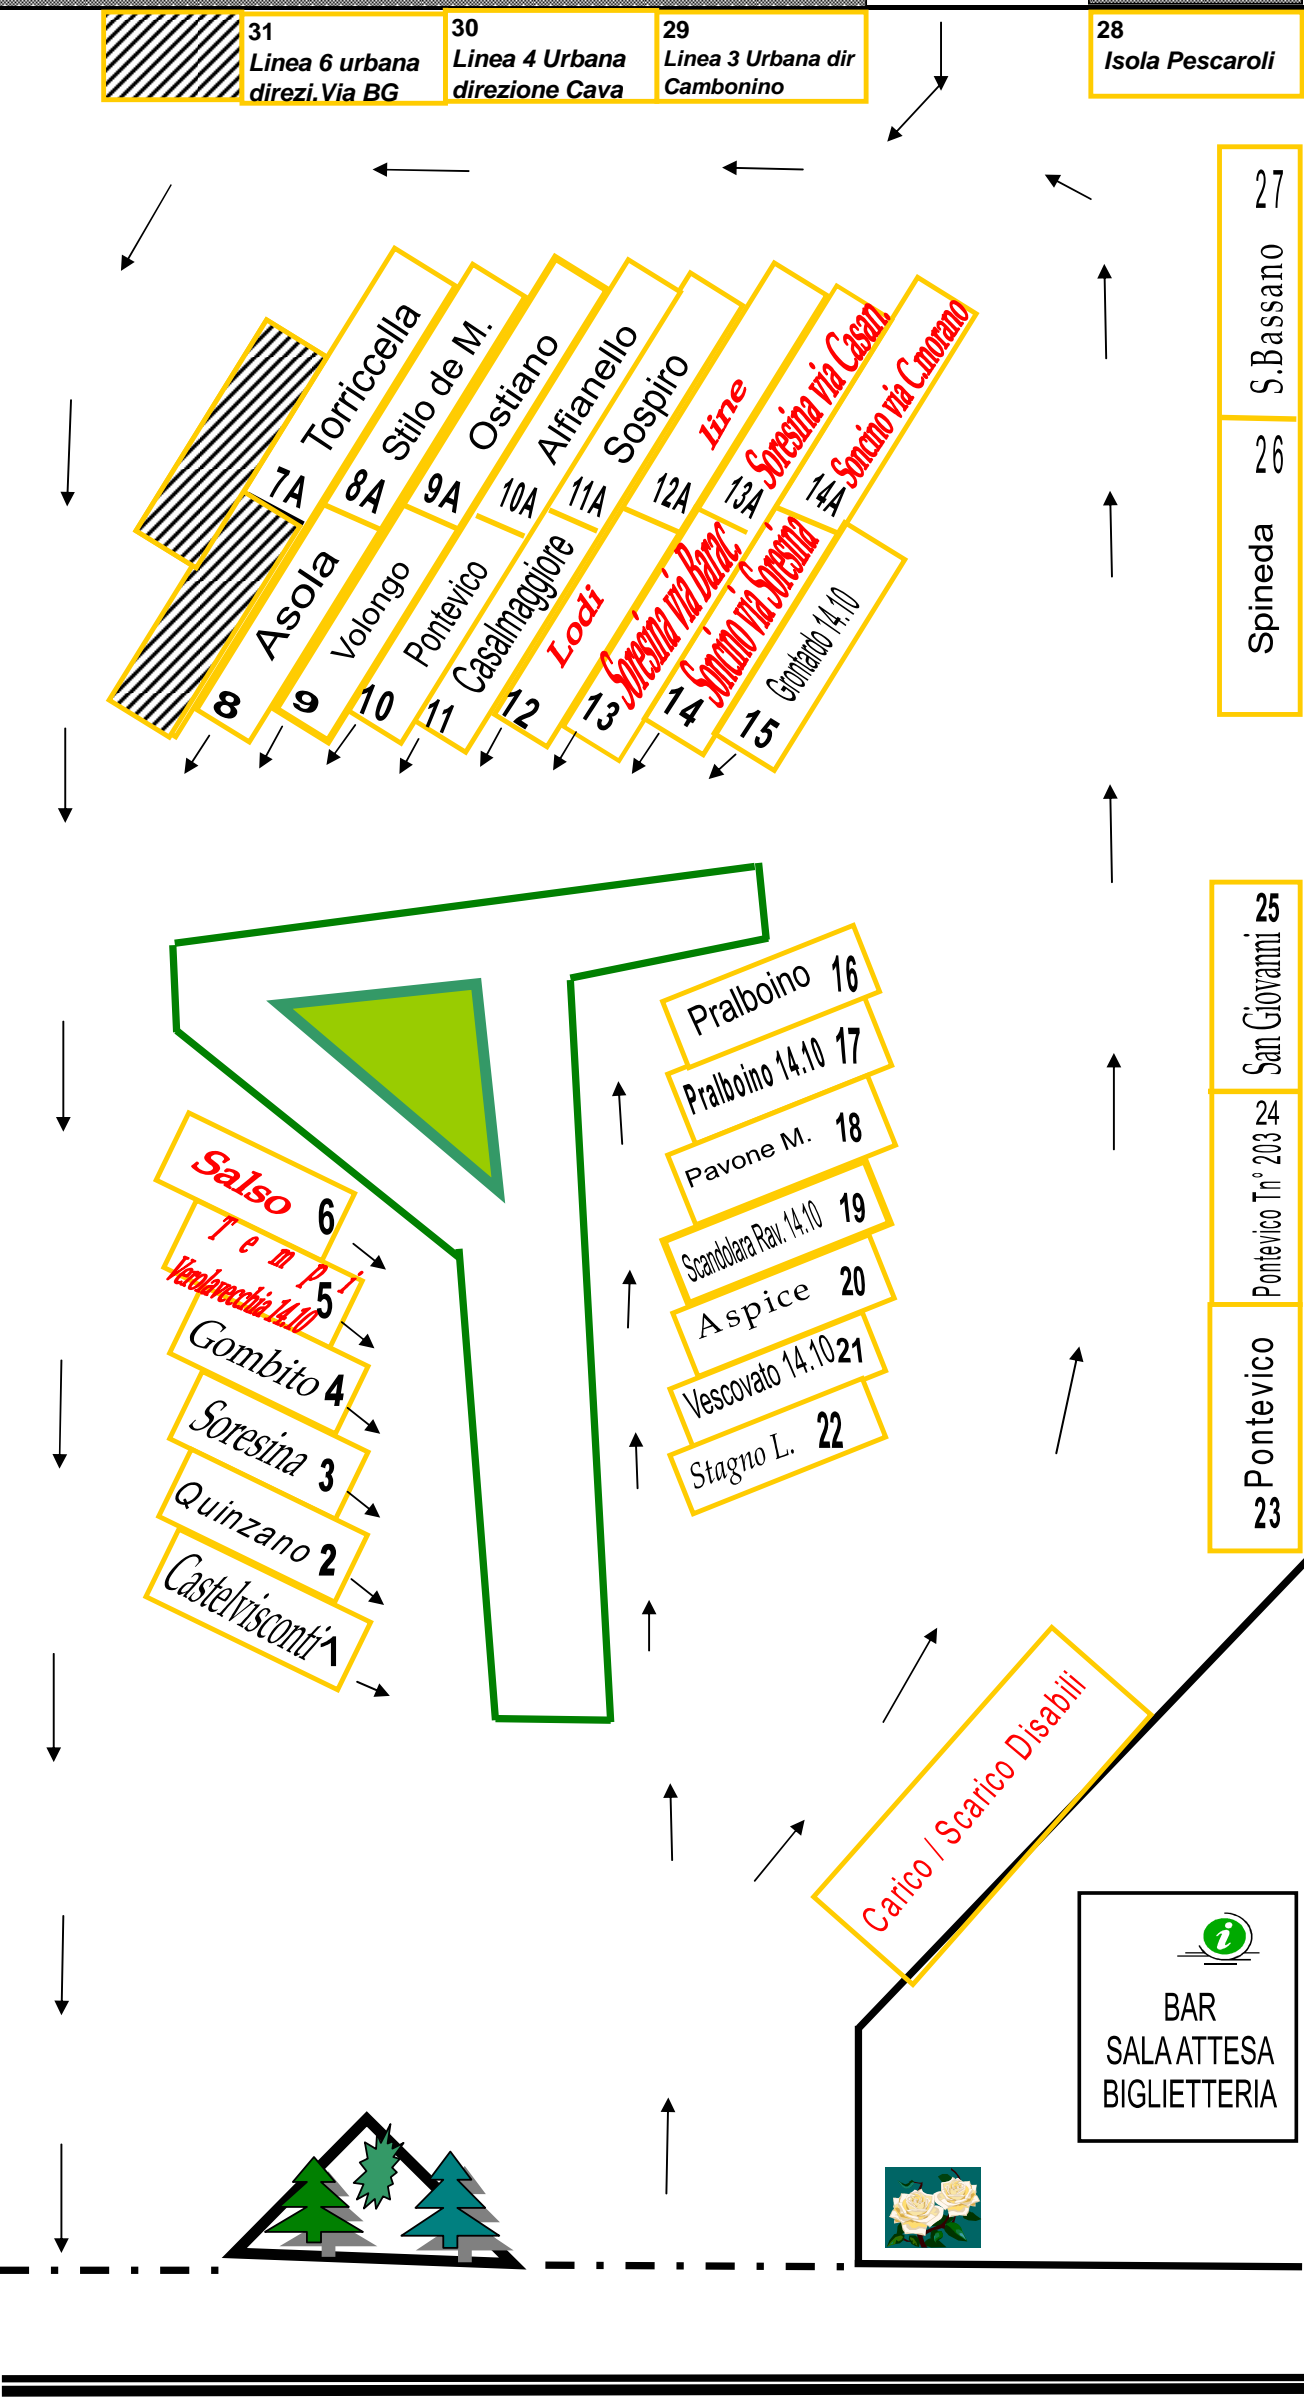 31
Linea 6 urbana
direzi.Via BG
30
Linea 4 Urbana
direzione Cava
29
Linea 3 Urbana dir
Cambonino
28
Isola Pescaroli
27
S.Bassano
26
Spineda
7A Torriccella
8A Stilo de M.
9A Ostiano
10A Alfianello
11A Sospiro
12A line
13A Soresina via Casan.
14A Soncino via C.morano
8 Asola
9 Volongo
10 Pontevico
11 Casalmaggiore
12 Lodi
13 Soresina via Barac.
14 Soncino via Soresina
15 Grontardo 14.10
Pralboino 16
Pralboino 14.10 17
Pavone M. 18
Scandolara Rav. 14.10 19
Aspice 20
Vescovato 14.10 21
Stagno L. 22
25
San Giovanni
24
Pontevico Tn° 203
Pontevico
23
Salso 6
Tempi
Verolavecchia 14.10 5
Gombito 4
Soresina 3
Quinzano 2
Castelvisconti 1
Carico / Scarico Disabili
i
BAR
SALA ATTESA
BIGLIETTERIA